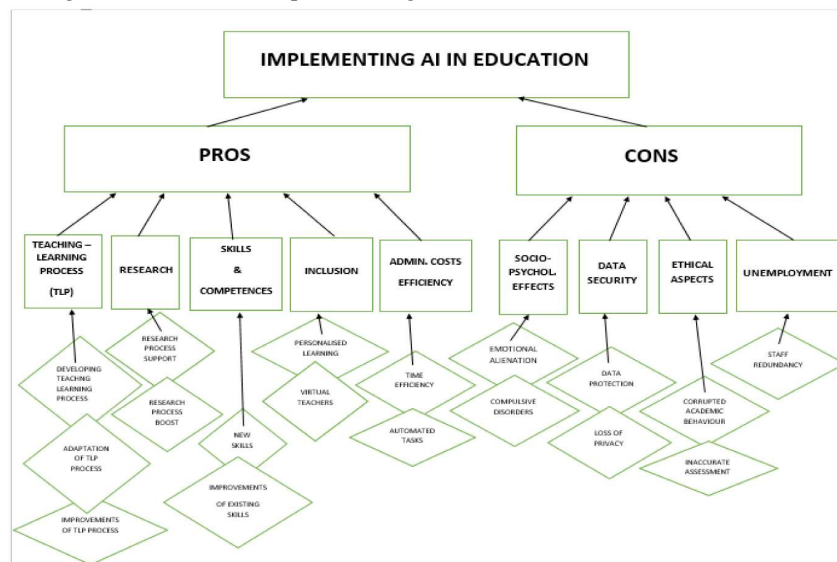 IMPLEMENTING AI IN EDUCATION
PROS
CONS
TEACHING –
LEARNING
PROCESS
(TLP)
RESEARCH
SKILLS
&
COMPETENCES
INCLUSION
ADMIN. COSTS
EFFICIENCY
SOCIO-
PSYCHOL.
EFFECTS
DATA
SECURITY
ETHICAL
ASPECTS
UNEMPLOYMENT
DEVELOPING
TEACHNG
LEARNING
PROCESS
ADAPTATION
OF TLP
PROCESS
IMPROVEMENTS
OF TLP PROCESS
RESEARCH
PROCESS
SUPPORT
RESEARCH
PROCESS
BOOST
NEW
SKILLS
IMPROVEMENTS
OF EXISTING
SKILLS
PERSONALISED
LEARNING
VIRTUAL
TEACHERS
TIME
EFFICIENCY
AUTOMATED
TASKS
EMOTIONAL
ALIENATION
COMPULSIVE
DISORDERS
DATA
PROTECTION
LOSS OF
PRIVACY
CORRUPTED
ACADEMIC
BEHAVIOUR
INACCURATE
ASSESSMENT
STAFF
REDUNDANCY